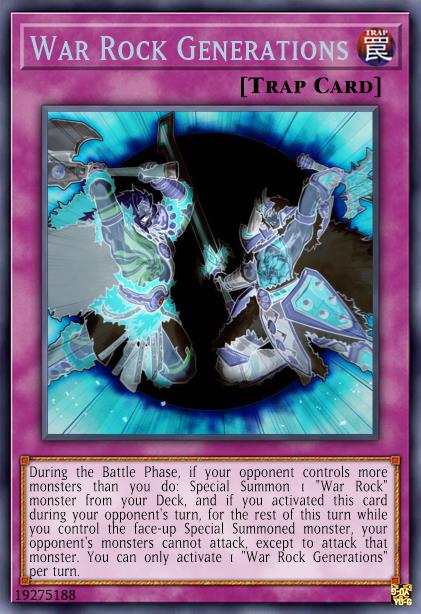 WAR ROCK GENERATIONS
TRAP
罠
[TRAP CARD]
During the Battle Phase, if your opponent controls more
monsters than you do: Special Summon 1 "War Rock"
monster from your Deck, and if you activated this card
during your opponent's turn, for the rest of this turn while
you control the face-up Special Summoned monster, your
opponent's monsters cannot attack, except to attack that
monster. You can only activate 1 "War Rock Generations"
per turn.
19275188